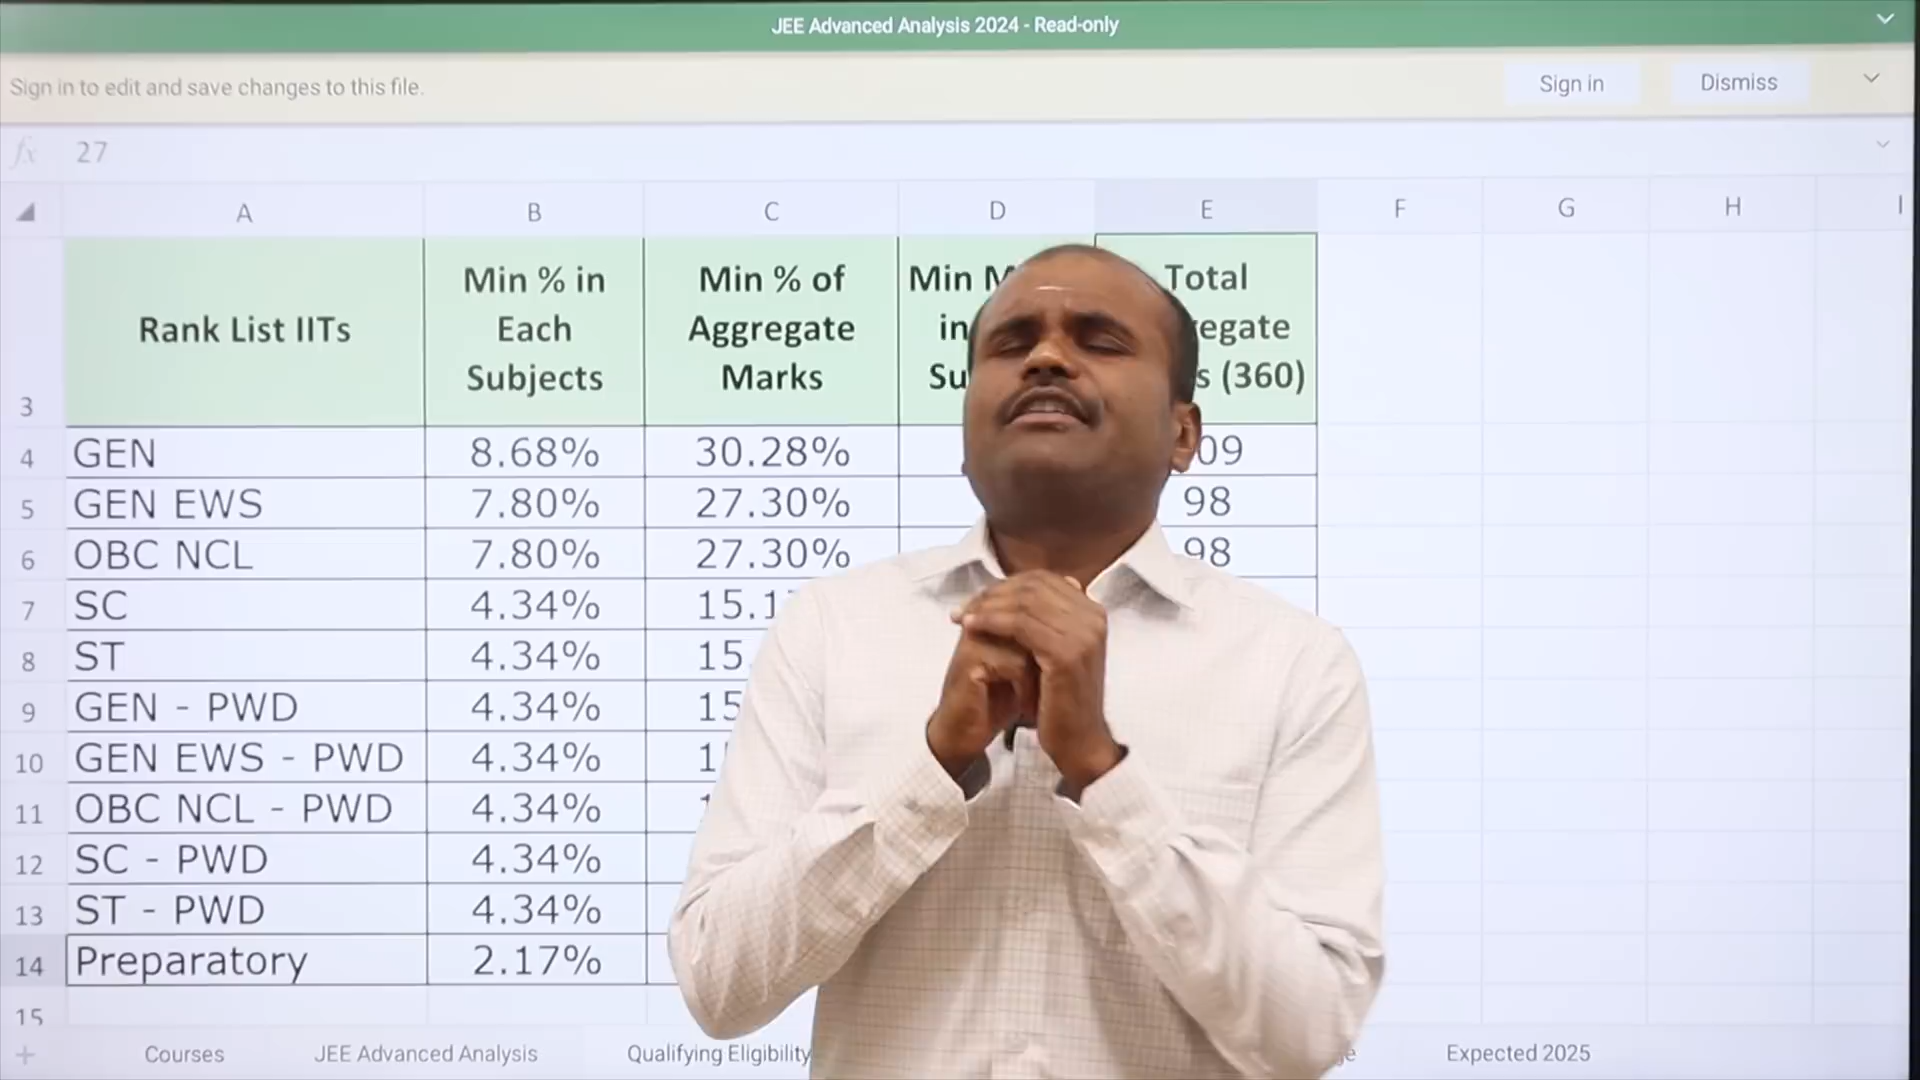 JEE Advanced Analysis 2024 - Read-only
Sign in to edit and save changes to this file.
Sign in
Dismiss
fx 27
A B C D E F G H I
3
Rank List IITs
Min % in
Each
Subjects
Min % of
Aggregate
Marks
Min
in
Total
(360)
4 GEN 8.68% 30.28%
5 GEN EWS 7.80% 27.30% 98
6 OBC NCL 7.80% 27.30% 98
7 SC 4.34%
8 ST 4.34%
9 GEN - PWD 4.34%
10 GEN EWS - PWD 4.34%
11 OBC NCL - PWD 4.34%
12 SC - PWD 4.34%
13 ST - PWD 4.34%
14 Preparatory 2.17%
15
+ Courses JEE Advanced Analysis Qualifying Eligibility Expected 2025